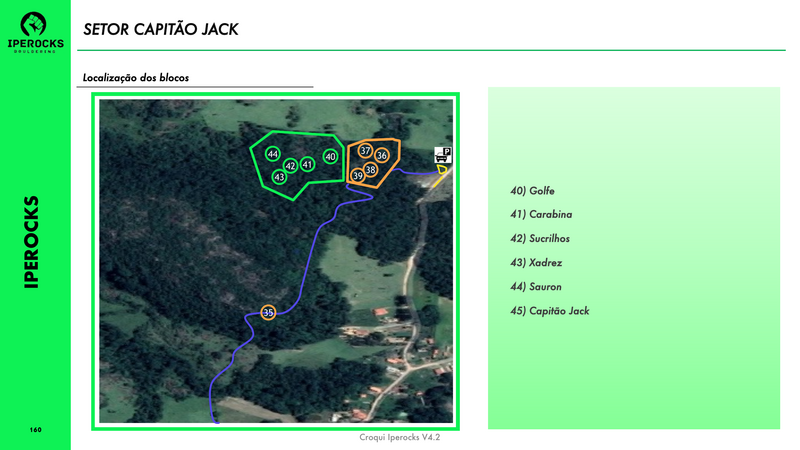 IPEROCKS
BOULDERING
SETOR CAPITÃO JACK
Localização dos blocos
IPEROCKS
160
44
42
41
40
43
37
36
38
39
P
35
40) Golfe
41) Carabina
42) Sucrilhos
43) Xadrez
44) Sauron
45) Capitão Jack
Croqui Iperocks V4.2